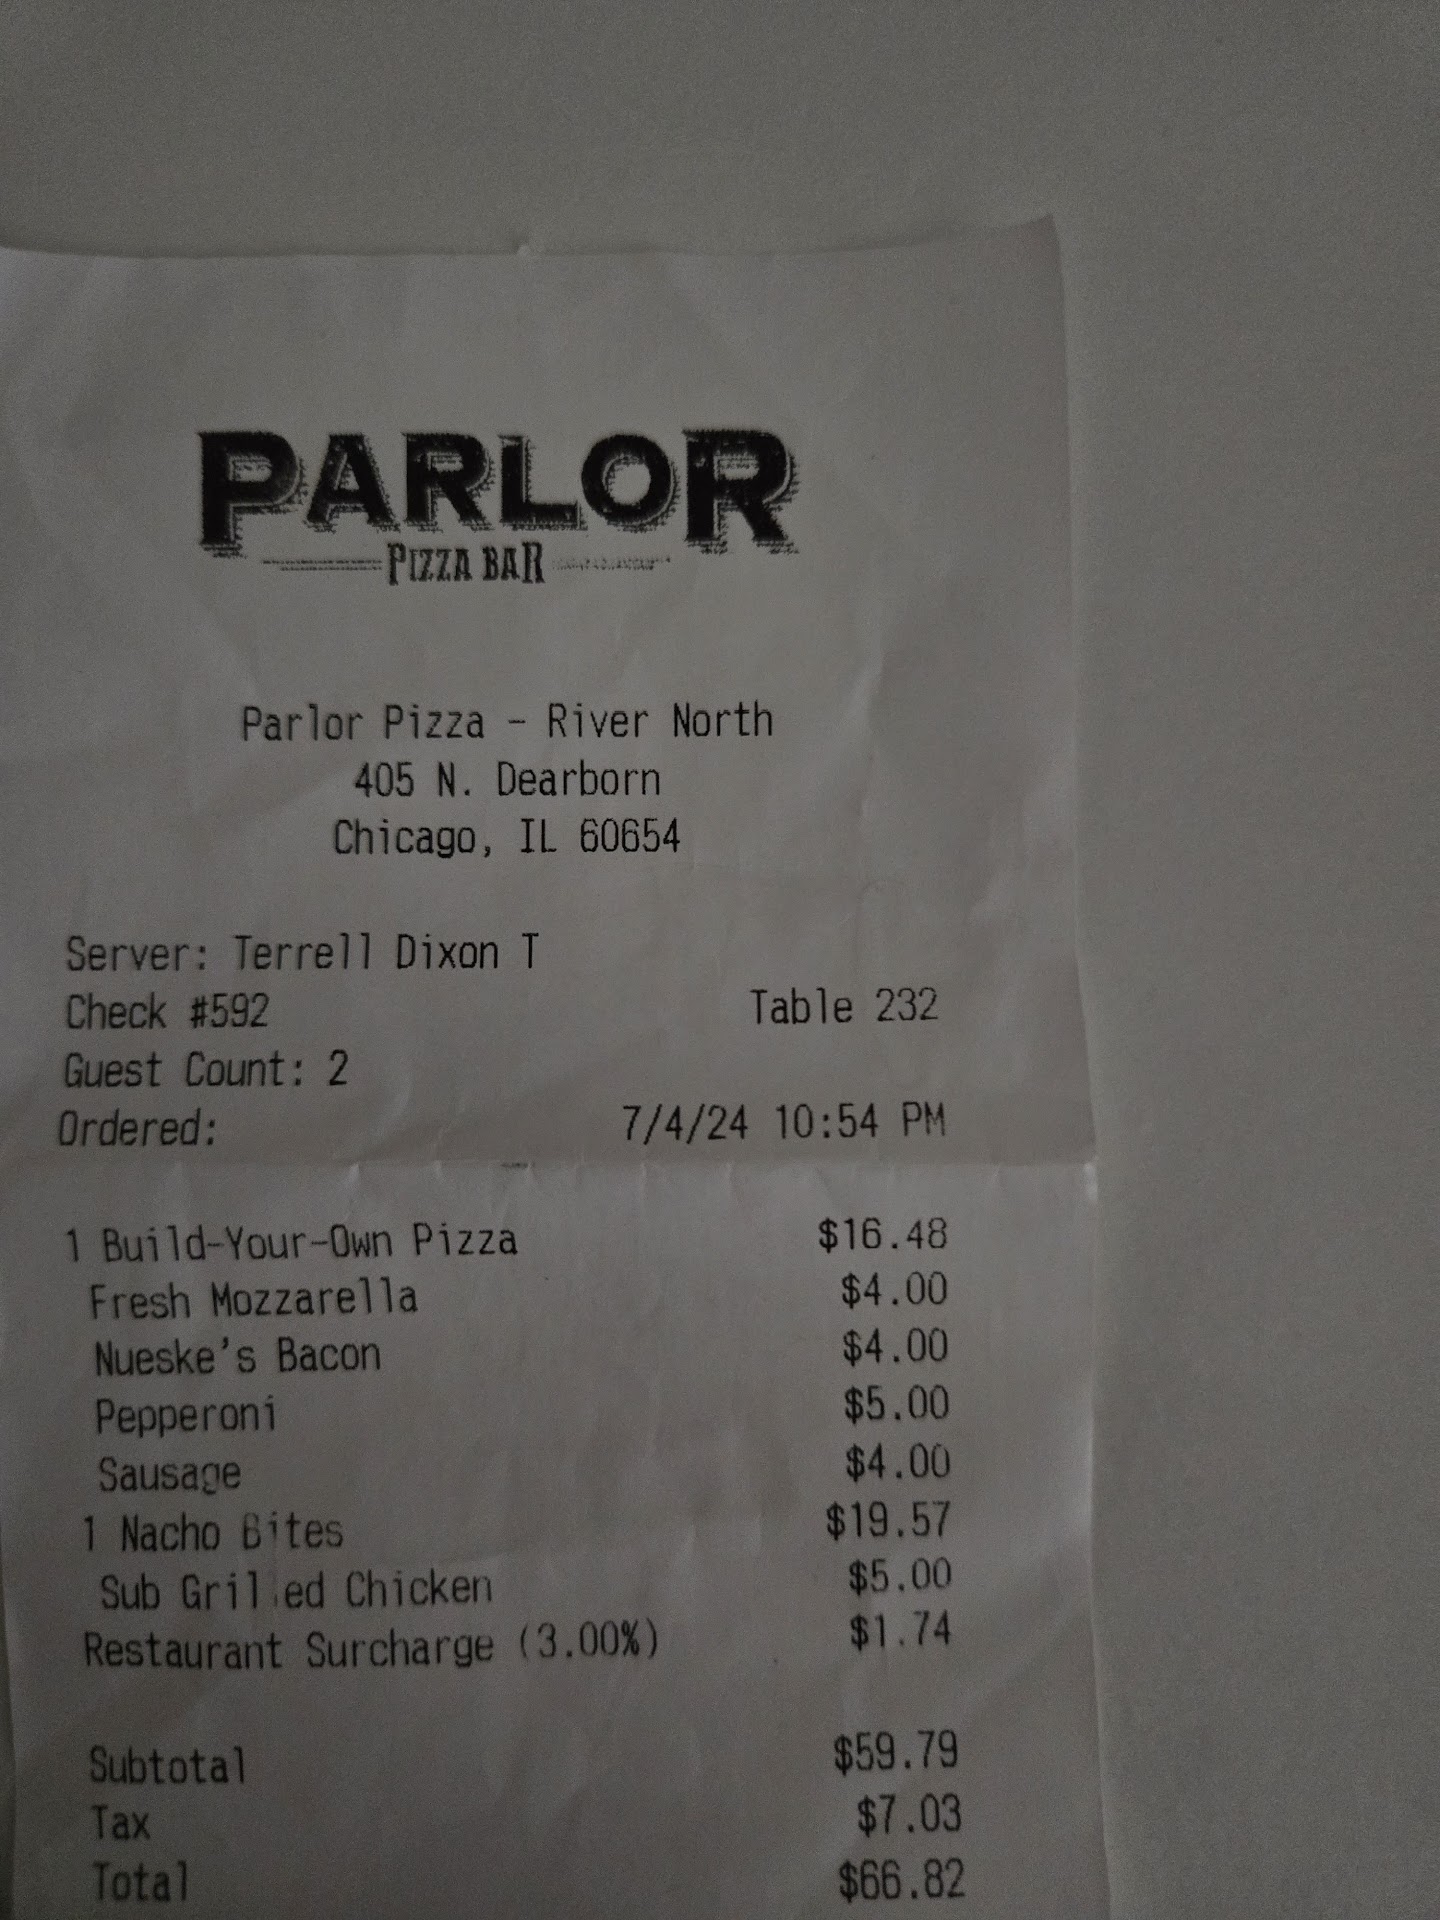 PARLOR
PIZZA BAR
Parlor Pizza - River North
405 N. Dearborn
Chicago, IL 60654
Server: Terrell Dixon T
Check #592 Table 232
Guest Count: 2
Ordered: 7/4/24 10:54 PM
1 Build-Your-Own Pizza $16.48
Fresh Mozzarella $4.00
Nueske's Bacon $4.00
Pepperoni $5.00
Sausage $4.00
1 Nacho Bites $19.57
Sub Grilled Chicken $5.00
Restaurant Surcharge (3.00%) $1.74
Subtotal $59.79
Tax $7.03
Total $66.82